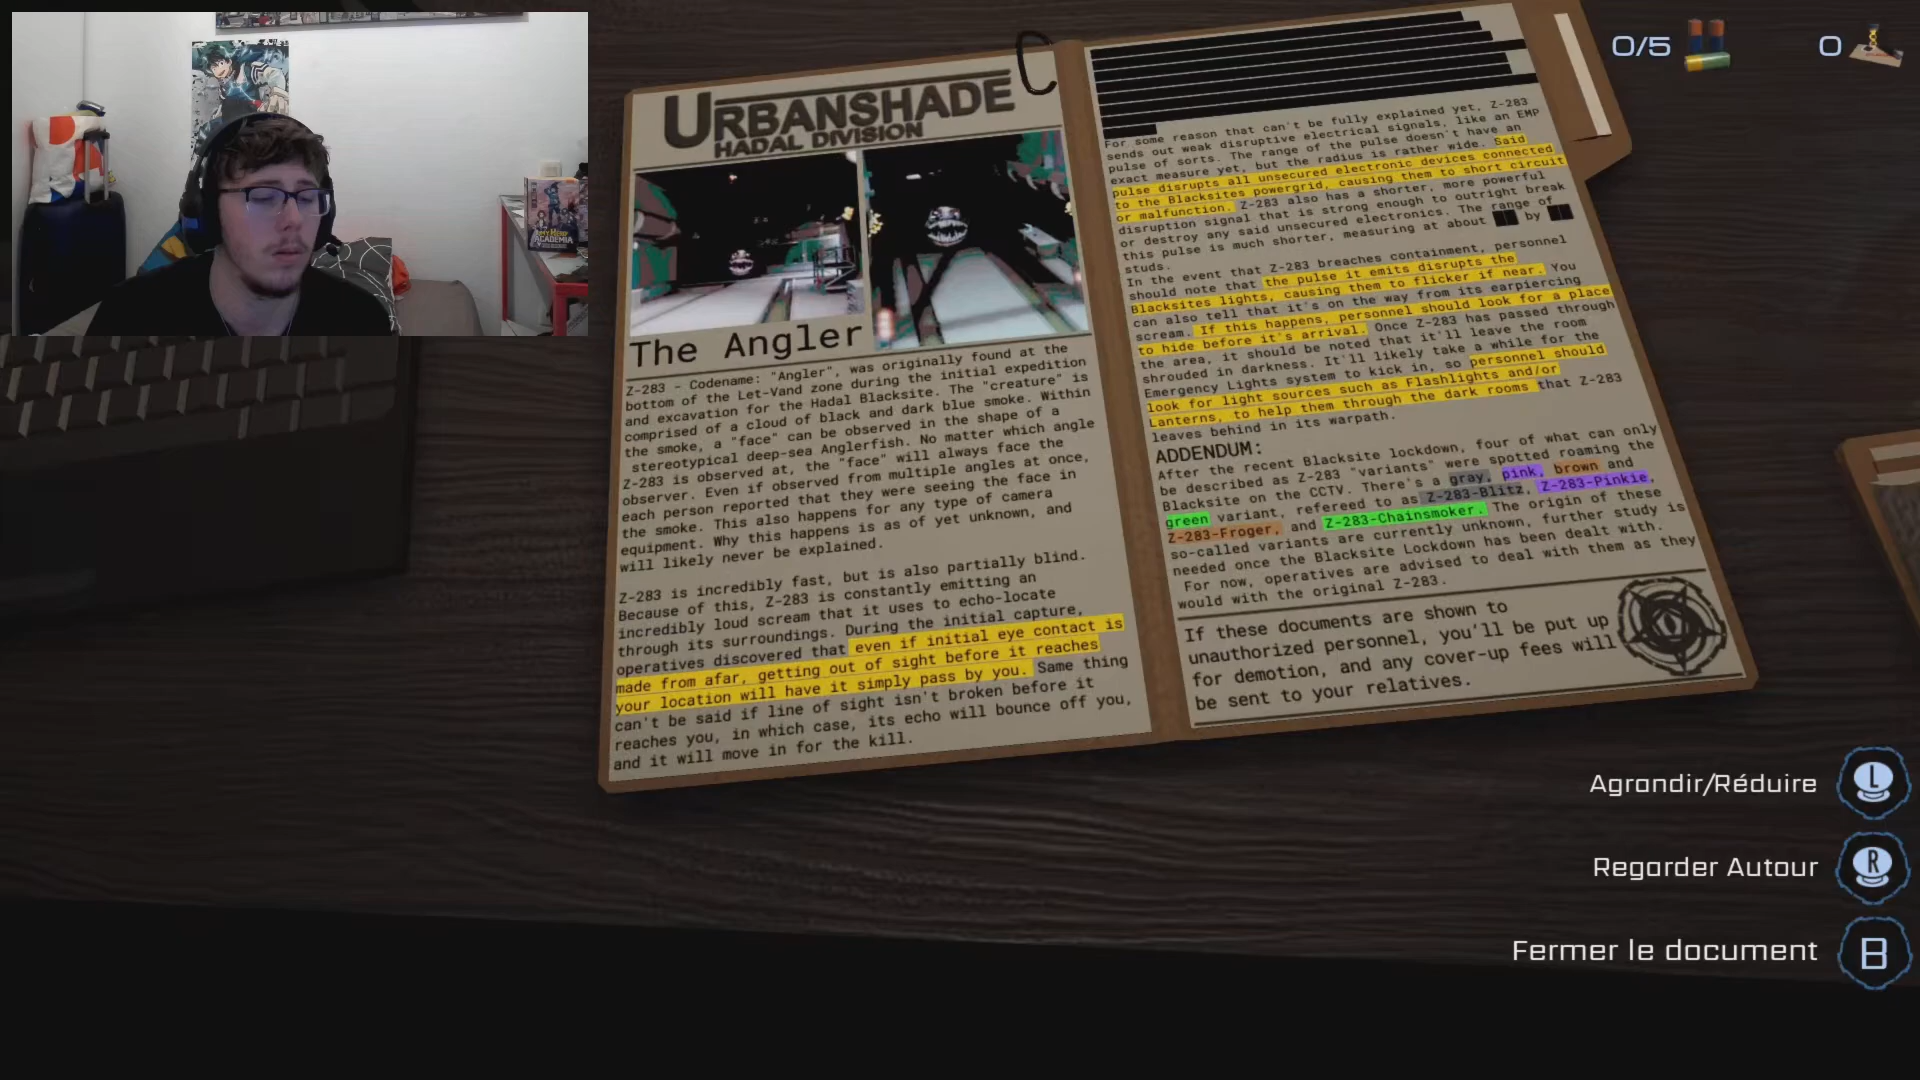 0/5
0
MY HERO
ACADEMIA
URBANSHADE
HADAL DIVISION
The Angler
Z-283 - Codename: "Angler", was originally found at the
bottom of the Let-Vand zone during the initial expedition
and excavation for the Hadal Blacksite. The "creature" is
comprised of a cloud of black and dark blue smoke. Within
the smoke, a "face" can be observed in the shape of a
stereotypical deep-sea Anglerfish. No matter which angle
Z-283 is observed at, the "face" will always face the
observer. Even if observed from multiple angles at once,
each person reported that they were seeing the face in
the smoke. This also happens for any type of camera
equipment. Why this happens is as of yet unknown, and
will likely never be explained.
Z-283 is incredibly fast, but is also partially blind.
Because of this, Z-283 is constantly emitting an
incredibly loud scream that it uses to echo-locate
through its surroundings. During the initial capture,
operatives discovered that even if initial eye contact is
made from afar, getting out of sight before it reaches
your location will have it simply pass by you. Same thing
can't be said if line of sight isn't broken before it
reaches you, in which case, its echo will bounce off you,
and it will move in for the kill.
For some reason that can't be fully explained yet, Z-283
sends out weak disruptive electrical signals, like an EMP
pulse of sorts. The range of the pulse doesn't have an
exact measure yet, but the radius is rather wide. Said
pulse disrupts all unsecured electronic devices connected
to the Blacksites powergrid, causing them to short circuit
or malfunction. Z-283 also has a shorter, more powerful
disruption signal that is strong enough to outright break
or destroy any said unsecured electronics. The range of
this pulse is much shorter, measuring at about by
studs.
In the event that Z-283 breaches containment, personnel
should note that the pulse it emits disrupts the
Blacksites lights, causing them to flicker if near. You
can also tell that it's on the way from its earpiercing
scream. If this happens, personnel should look for a place
to hide before it's arrival. Once Z-283 has passed through
the area, it should be noted that it'll leave the room
shrouded in darkness. It'll likely take a while for the
Emergency Lights system to kick in, so personnel should
look for light sources such as Flashlights and/or
Lanterns, to help them through the dark rooms that Z-283
leaves behind in its warpath.
ADDENDUM:
After the recent Blacksite lockdown, four of what can only
be described as Z-283 "variants" were spotted roaming the
Blacksite on the CCTV. There's a gray, pink, brown and
green variant, refereed to as Z-283-Blitz, Z-283-Pinkie,
Z-283-Froger, and Z-283-Chainsmoker. The origin of these
so-called variants are currently unknown, further study is
needed once the Blacksite Lockdown has been dealt with.
For now, operatives are advised to deal with them as they
would with the original Z-283.
If these documents are shown to
unauthorized personnel, you'll be put up
for demotion, and any cover-up fees will
be sent to your relatives.
Agrandir/Réduire L
Regarder Autour R
Fermer le document B